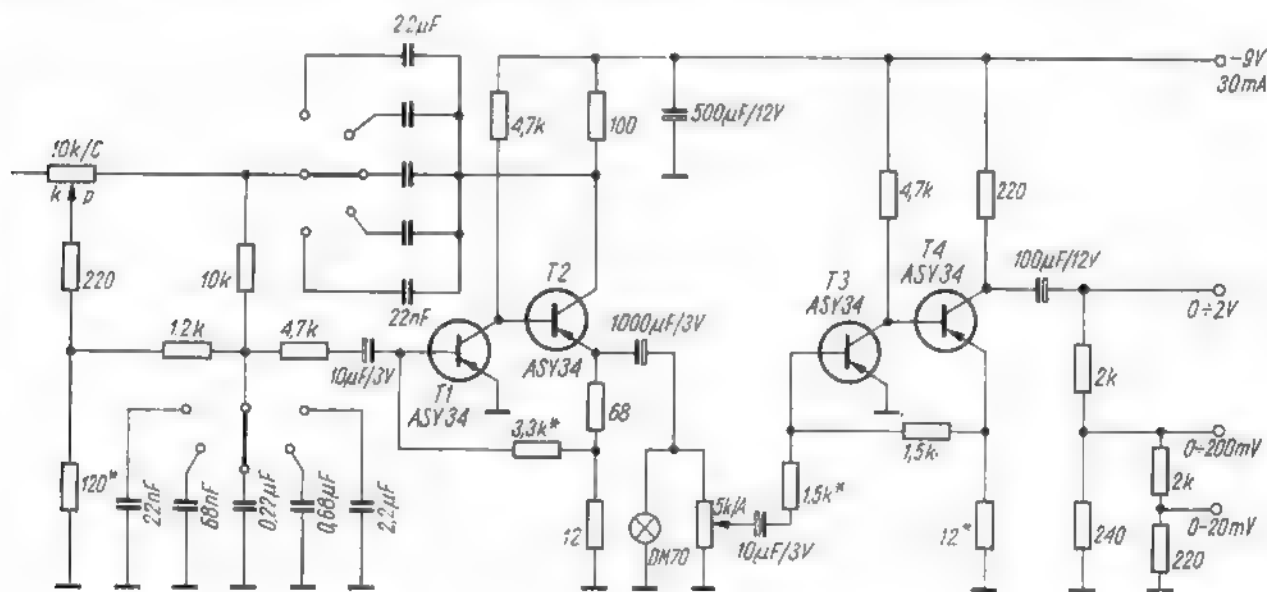 2.2µF
-9V
30mA
500µF/12V
4,7k
100
10k/C
k p
4,7k
220
220
10k
22nF
T2
ASY34
T3
ASY34
T4
ASY34
100µF/12V
0÷2V
1.2k
4,7k
10µF/3V
T1
ASY34
1000µF/3V
2k
68
3,3k*
1,5k
0÷200mV
120*
22nF
68nF
0,22µF
0,68µF
2,2µF
12
DM70
5k/A
1,5k*
10µF/3V
12*
240
2k
0-20mV
220